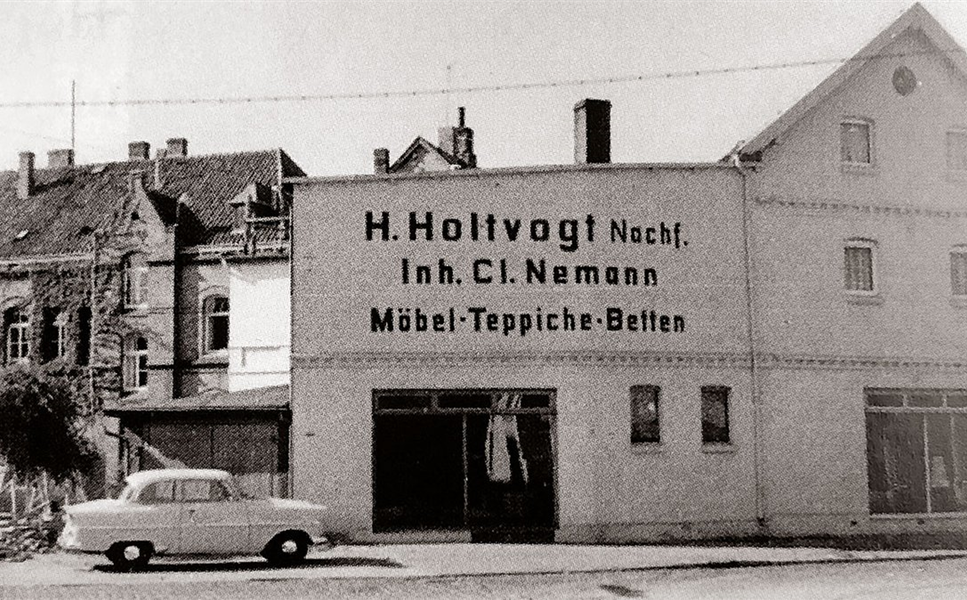 H. Holtvogt Nachf.
Inh. Cl. Nemann
Möbel-Teppiche-Betten